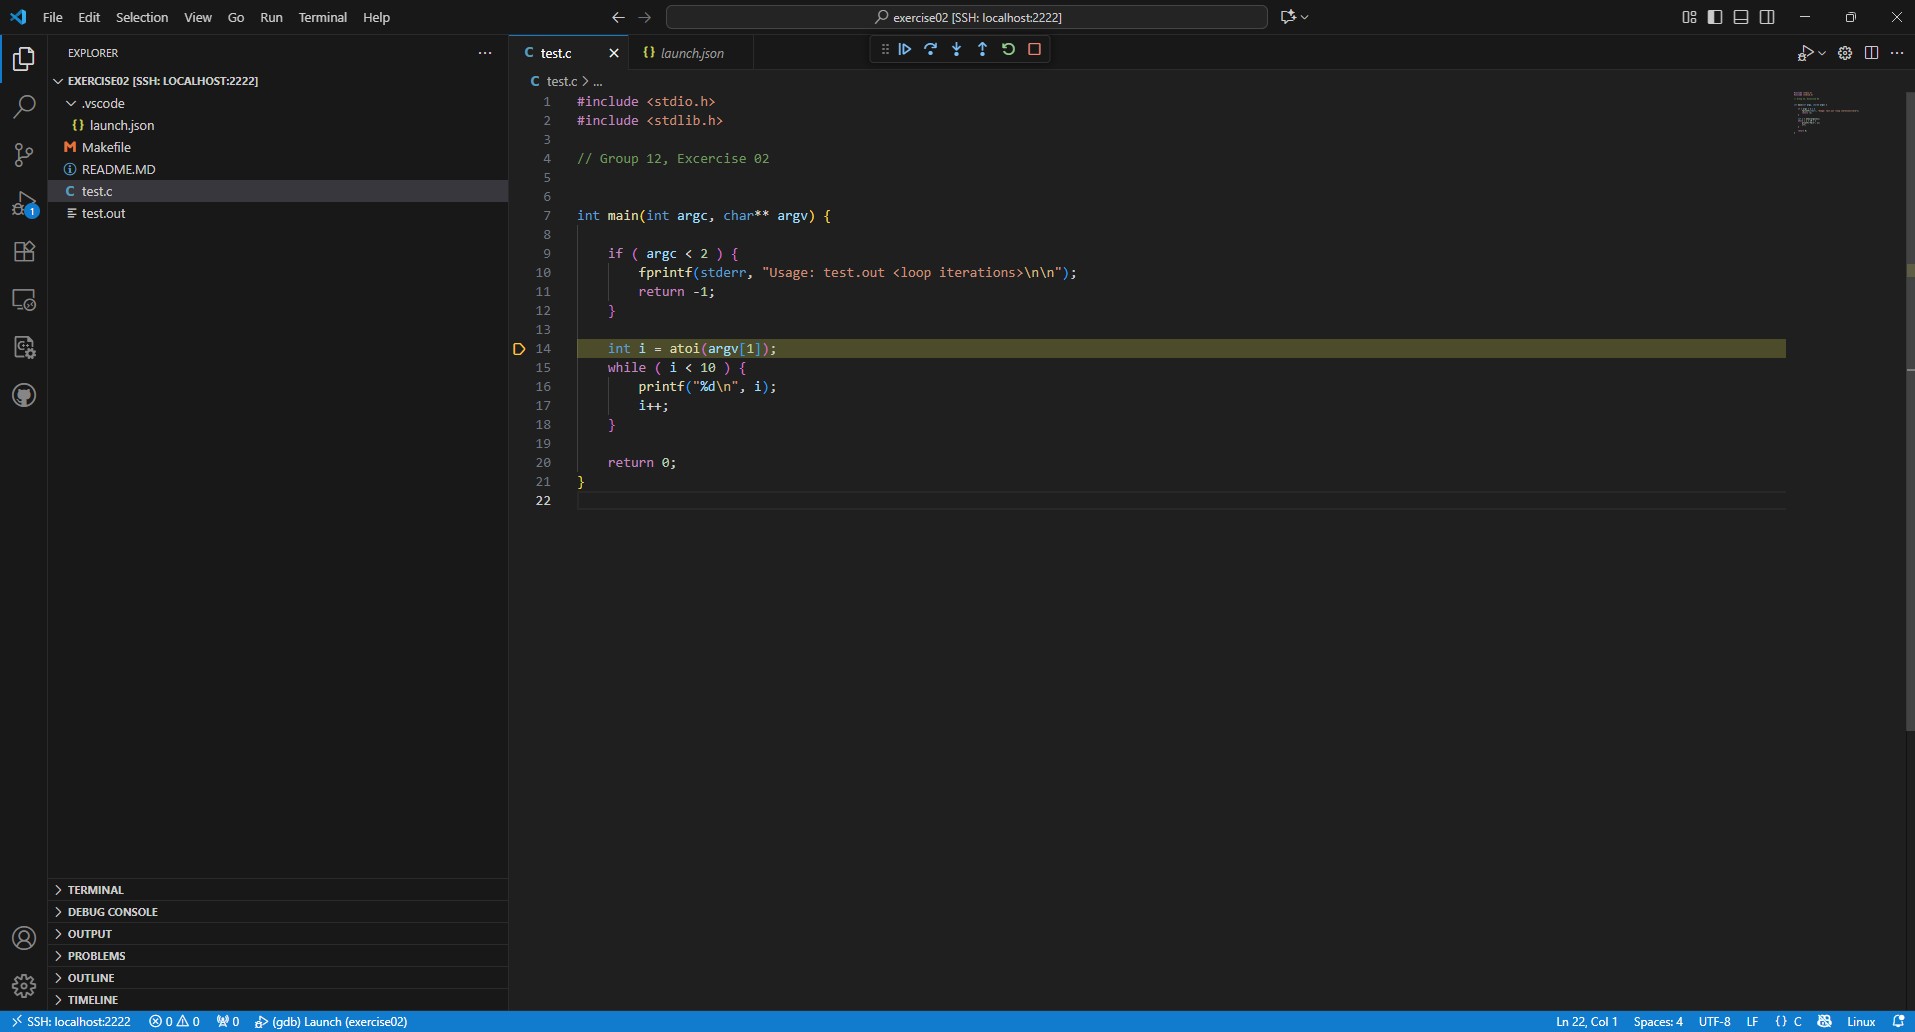 File Edit Selection View Go Run Terminal Help
exercise02 [SSH: localhost:2222]
EXPLORER
EXERCISE02 [SSH: LOCALHOST:2222]
.vscode
{} launch.json
M Makefile
README.MD
C test.c
test.out
1
TERMINAL
DEBUG CONSOLE
OUTPUT
PROBLEMS
OUTLINE
TIMELINE
C test.c
{} launch.json
C test.c > ...
1 #include <stdio.h>
2 #include <stdlib.h>
3
4 // Group 12, Excercise 02
5
6
7 int main(int argc, char** argv) {
8
9 if ( argc < 2 ) {
10 fprintf(stderr, "Usage: test.out <loop iterations>\n\n");
11 return -1;
12 }
13
14 int i = atoi(argv[1]);
15 while ( i < 10 ) {
16 printf("%d\n", i);
17 i++;
18 }
19
20 return 0;
21 }
22
SSH: localhost:2222 0 0 0 (gdb) Launch (exercise02) Ln 22, Col 1 Spaces: 4 UTF-8 LF {} C Linux